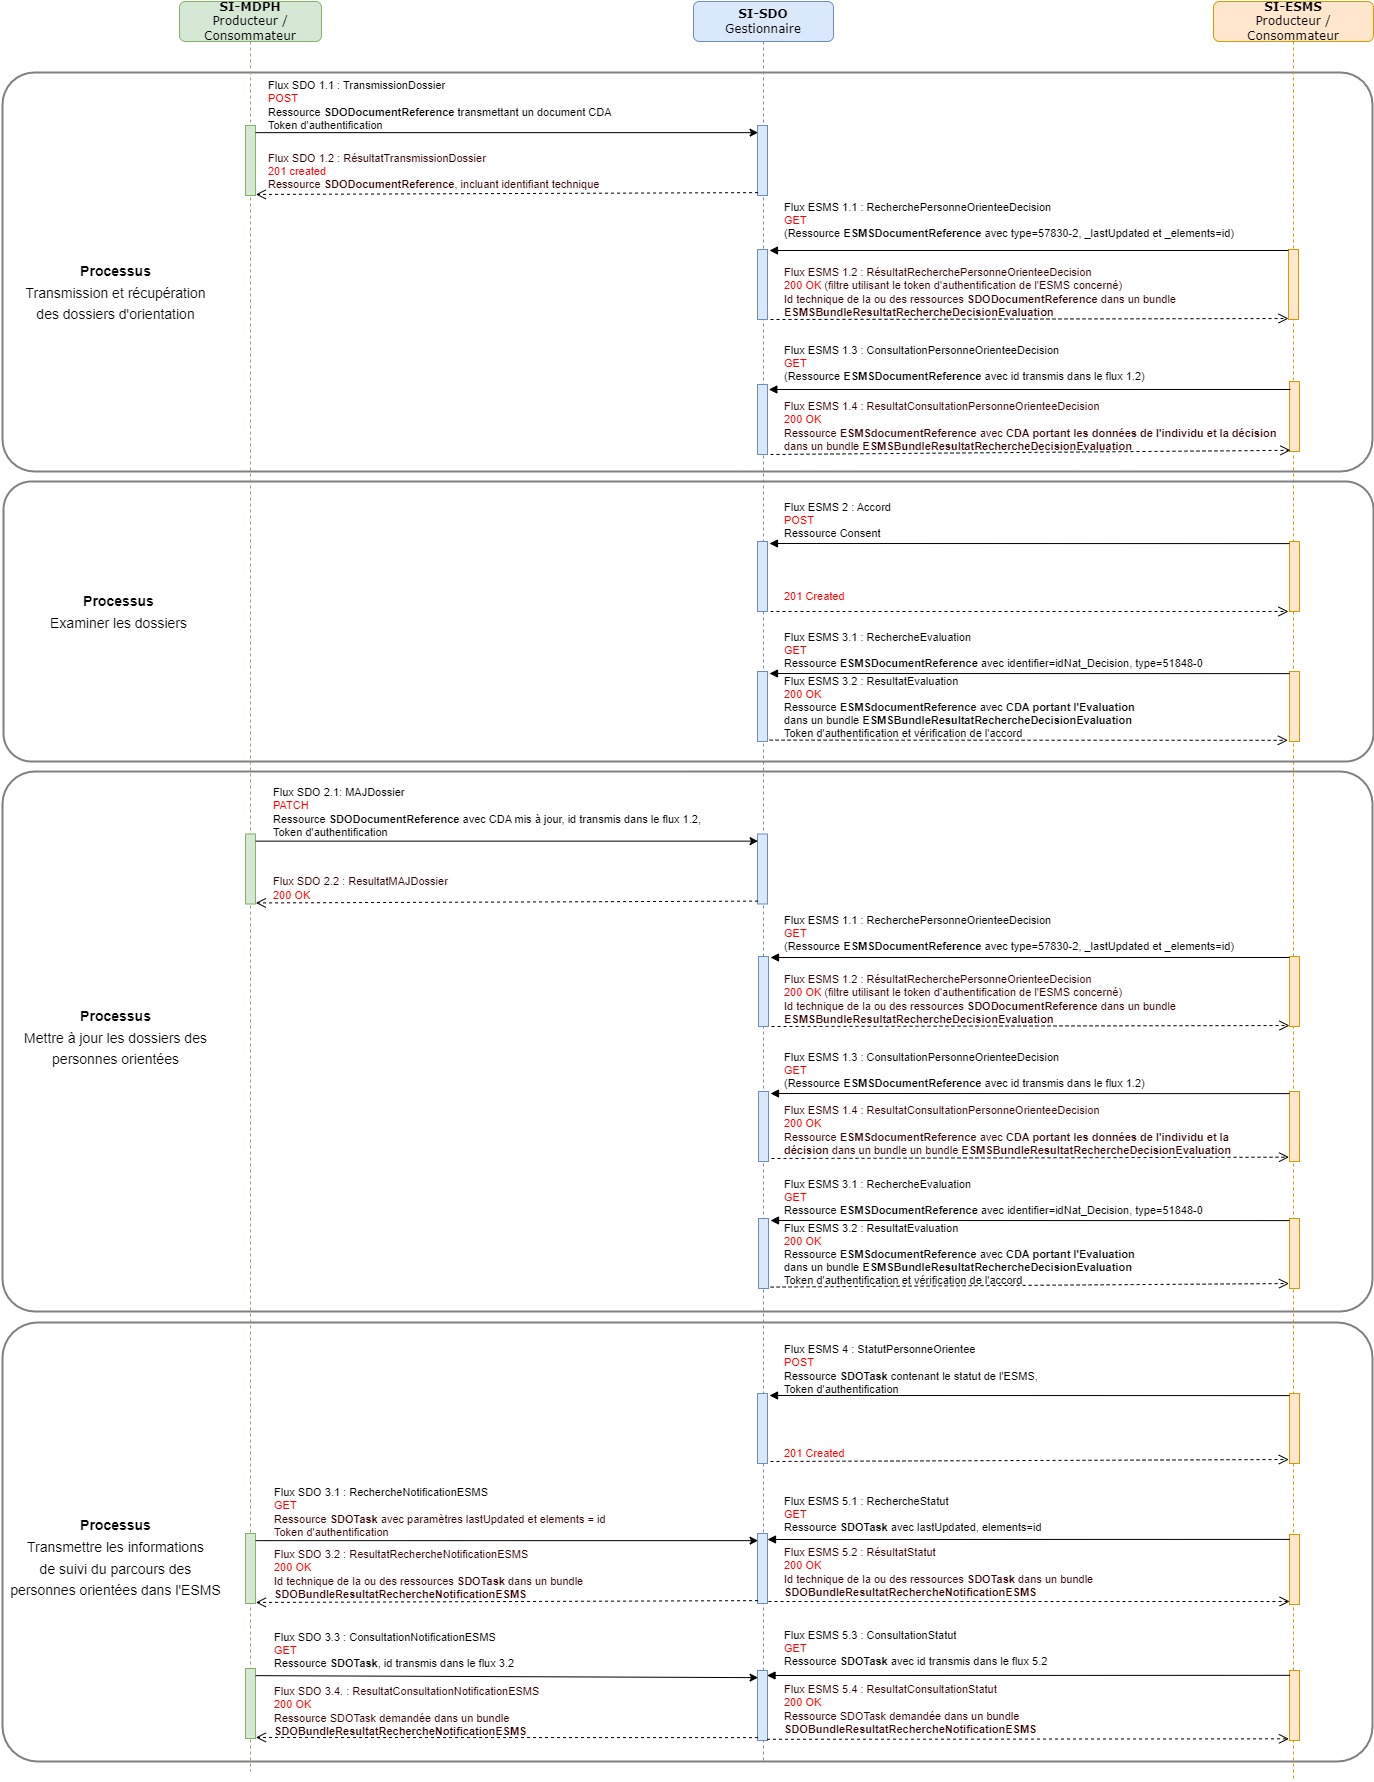 SI-MDPH
Producteur /
Consommateur
SI-SDO
Gestionnaire
SI-ESMS
Producteur /
Consommateur
Flux SDO 1.1 : TransmissionDossier
POST
Ressource SDODocumentReference transmettant un document CDA
Token d'authentification
Flux SDO 1.2 : RésultatTransmissionDossier
201 created
Ressource SDODocumentReference, incluant identifiant technique
Flux ESMS 1.1 : RecherchePersonneOrienteeDecision
GET
(Ressource ESMSDocumentReference avec type=57830-2, _lastUpdated et _elements=id)
Processus
Transmission et récupération
des dossiers d'orientation
Flux ESMS 1.2 : RésultatRecherchePersonneOrienteeDecision
200 OK (filtre utilisant le token d'authentification de l'ESMS concerné)
Id technique de la ou des ressources SDODocumentReference dans un bundle
ESMSBundleResultatRechercheDecisionEvaluation
Flux ESMS 1.3 : ConsultationPersonneOrienteeDecision
GET
(Ressource ESMSDocumentReference avec id transmis dans le flux 1.2)
Flux ESMS 1.4 : ResultatConsultationPersonneOrienteeDecision
200 OK
Ressource ESMSdocumentReference avec CDA portant les données de l'individu et la décision
dans un bundle ESMSBundleResultatRechercheDecisionEvaluation
Flux ESMS 2 : Accord
POST
Ressource Consent
201 Created
Processus
Examiner les dossiers
Flux ESMS 3.1 : RechercheEvaluation
GET
Ressource ESMSDocumentReference avec identifier=idNat_Decision, type=51848-0
Flux ESMS 3.2 : ResultatEvaluation
200 OK
Ressource ESMSdocumentReference avec CDA portant l'Evaluation
dans un bundle ESMSBundleResultatRechercheDecisionEvaluation
Token d'authentification et vérification de l'accord
Flux SDO 2.1: MAJDossier
PATCH
Ressource SDODocumentReference avec CDA mis à jour, id transmis dans le flux 1.2,
Token d'authentification
Flux SDO 2.2 : ResultatMAJDossier
200 OK
Flux ESMS 1.1 : RecherchePersonneOrienteeDecision
GET
(Ressource ESMSDocumentReference avec type=57830-2, _lastUpdated et _elements=id)
Flux ESMS 1.2 : RésultatRecherchePersonneOrienteeDecision
200 OK (filtre utilisant le token d'authentification de l'ESMS concerné)
Id technique de la ou des ressources SDODocumentReference dans un bundle
ESMSBundleResultatRechercheDecisionEvaluation
Processus
Mettre à jour les dossiers des
personnes orientées
Flux ESMS 1.3 : ConsultationPersonneOrienteeDecision
GET
(Ressource ESMSDocumentReference avec id transmis dans le flux 1.2)
Flux ESMS 1.4 : ResultatConsultationPersonneOrienteeDecision
200 OK
Ressource ESMSdocumentReference avec CDA portant les données de l'individu et la
décision dans un bundle un bundle ESMSBundleResultatRechercheDecisionEvaluation
Flux ESMS 3.1 : RechercheEvaluation
GET
Ressource ESMSDocumentReference avec identifier=idNat_Decision, type=51848-0
Flux ESMS 3.2 : ResultatEvaluation
200 OK
Ressource ESMSdocumentReference avec CDA portant l'Evaluation
dans un bundle ESMSBundleResultatRechercheDecisionEvaluation
Token d'authentification et vérification de l'accord
Flux ESMS 4 : StatutPersonneOrientee
POST
Ressource SDOTask contenant le statut de l'ESMS,
Token d'authentification
201 Created
Flux SDO 3.1 : RechercheNotificationESMS
GET
Ressource SDOTask avec paramètres lastUpdated et elements = id
Token d'authentification
Flux ESMS 5.1 : RechercheStatut
GET
Ressource SDOTask avec lastUpdated, elements=id
Processus
Transmettre les informations
de suivi du parcours des
personnes orientées dans l'ESMS
Flux SDO 3.2 : ResultatRechercheNotificationESMS
200 OK
Id technique de la ou des ressources SDOTask dans un bundle
SDOBundleResultatRechercheNotificationESMS
Flux ESMS 5.2 : RésultatStatut
200 OK
Id technique de la ou des ressources SDOTask dans un bundle
SDOBundleResultatRechercheNotificationESMS
Flux SDO 3.3 : ConsultationNotificationESMS
GET
Ressource SDOTask, id transmis dans le flux 3.2
Flux ESMS 5.3 : ConsultationStatut
GET
Ressource SDOTask avec id transmis dans le flux 5.2
Flux SDO 3.4. : ResultatConsultationNotificationESMS
200 OK
Ressource SDOTask demandée dans un bundle
SDOBundleResultatRechercheNotificationESMS
Flux ESMS 5.4 : ResultatConsultationStatut
200 OK
Ressource SDOTask demandée dans un bundle
SDOBundleResultatRechercheNotificationESMS